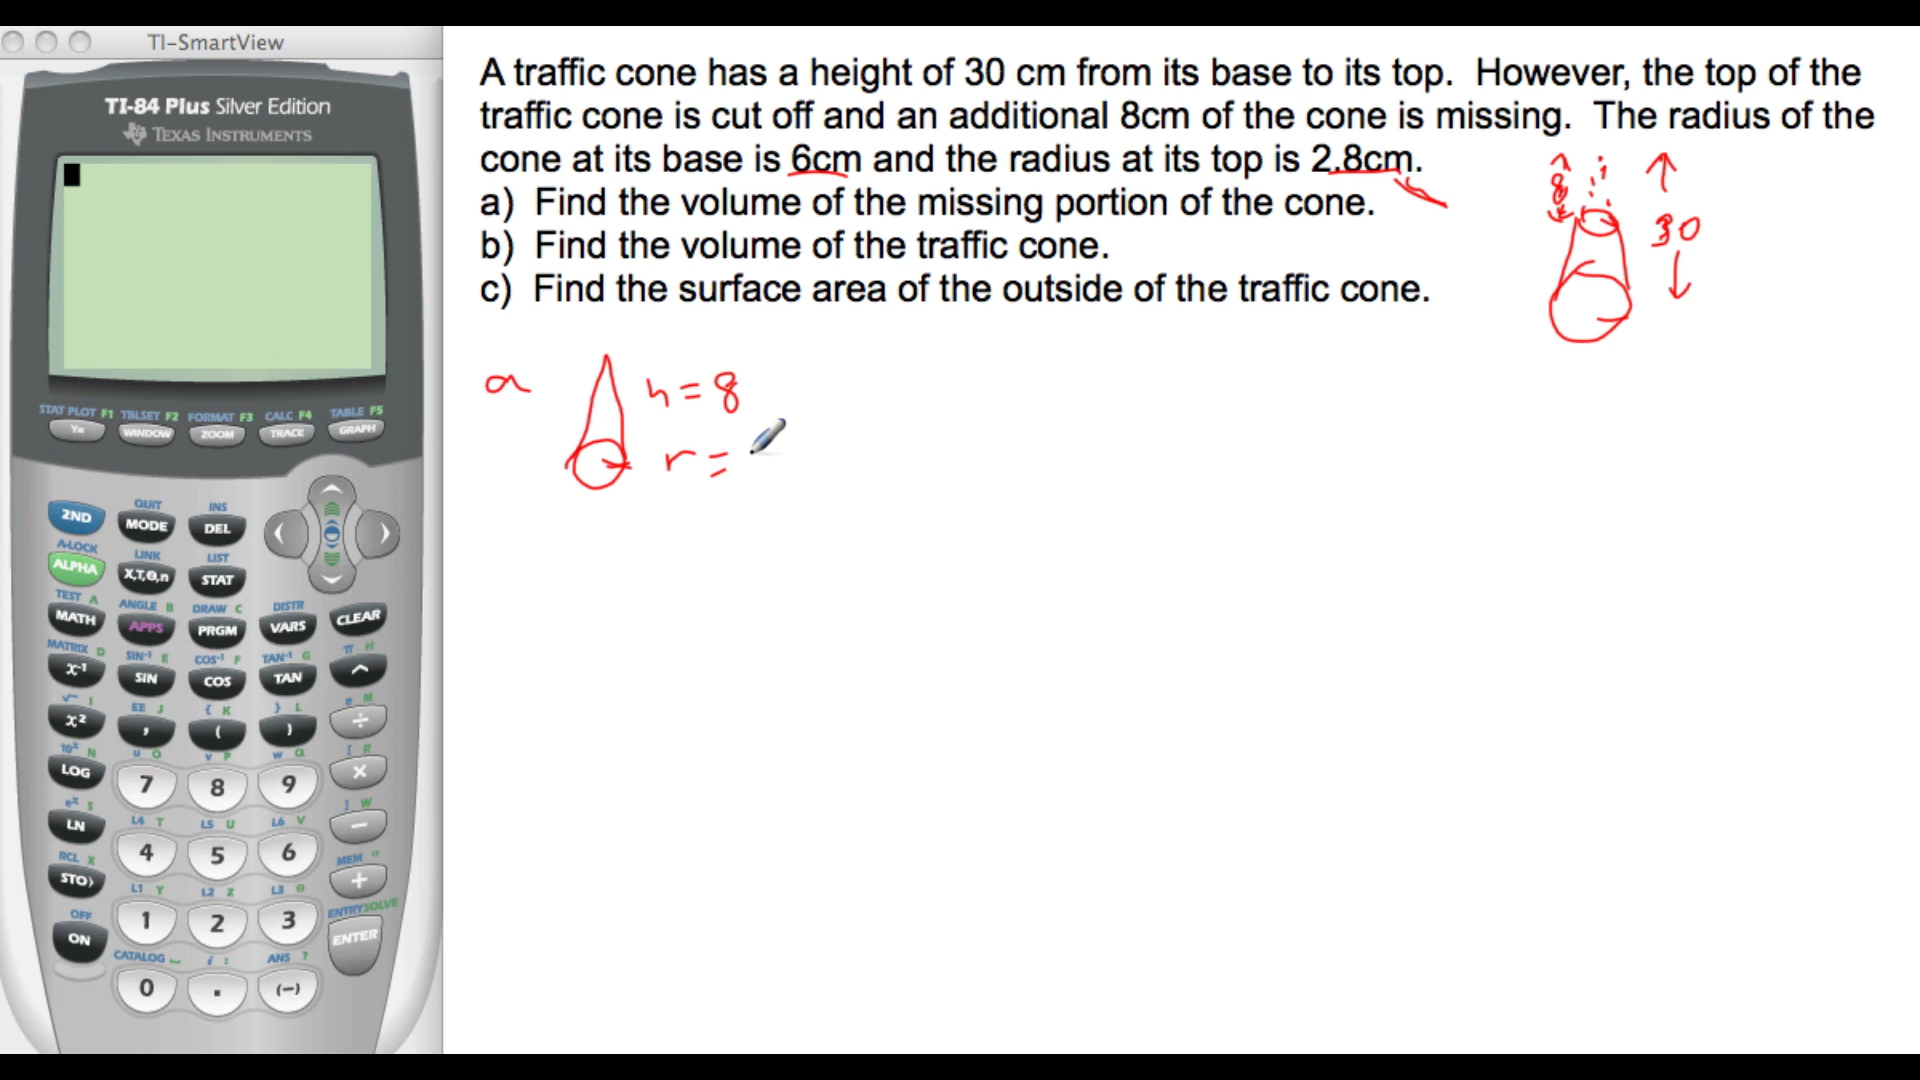 TI-SmartView
TI-84 Plus Silver Edition
TEXAS INSTRUMENTS
STAT PLOT F1 TBLSET F2 FORMAT F3 CALC F4 TABLE F5
Y= WINDOW ZOOM TRACE GRAPH
QUIT INS
2ND MODE DEL
A-LOCK LINK LIST
ALPHA X,T,Θ,n STAT
TEST A ANGLE B DRAW C DISTR
MATH APPS PRGM VARS CLEAR
MATRIX D SIN⁻¹ E COS⁻¹ F TAN⁻¹ G π H
x⁻¹ SIN COS TAN ^
√ I EE J { K } L e M
x² , ( ) ÷
10ˣ N u O v P w Q [ R
LOG 7 8 9 ×
eˣ S L4 T L5 U L6 V ] W
LN 4 5 6 −
RCL X L1 Y L2 Z L3 Θ MEM "
STO› 1 2 3 +
OFF CATALOG ⎵ i : ANS ? ENTRY SOLVE
ON 0 . (−) ENTER
A traffic cone has a height of 30 cm from its base to its top. However, the top of the
traffic cone is cut off and an additional 8cm of the cone is missing. The radius of the
cone at its base is 6cm and the radius at its top is 2.8cm.
a) Find the volume of the missing portion of the cone.
b) Find the volume of the traffic cone.
c) Find the surface area of the outside of the traffic cone.
8
30
a
h = 8
r =